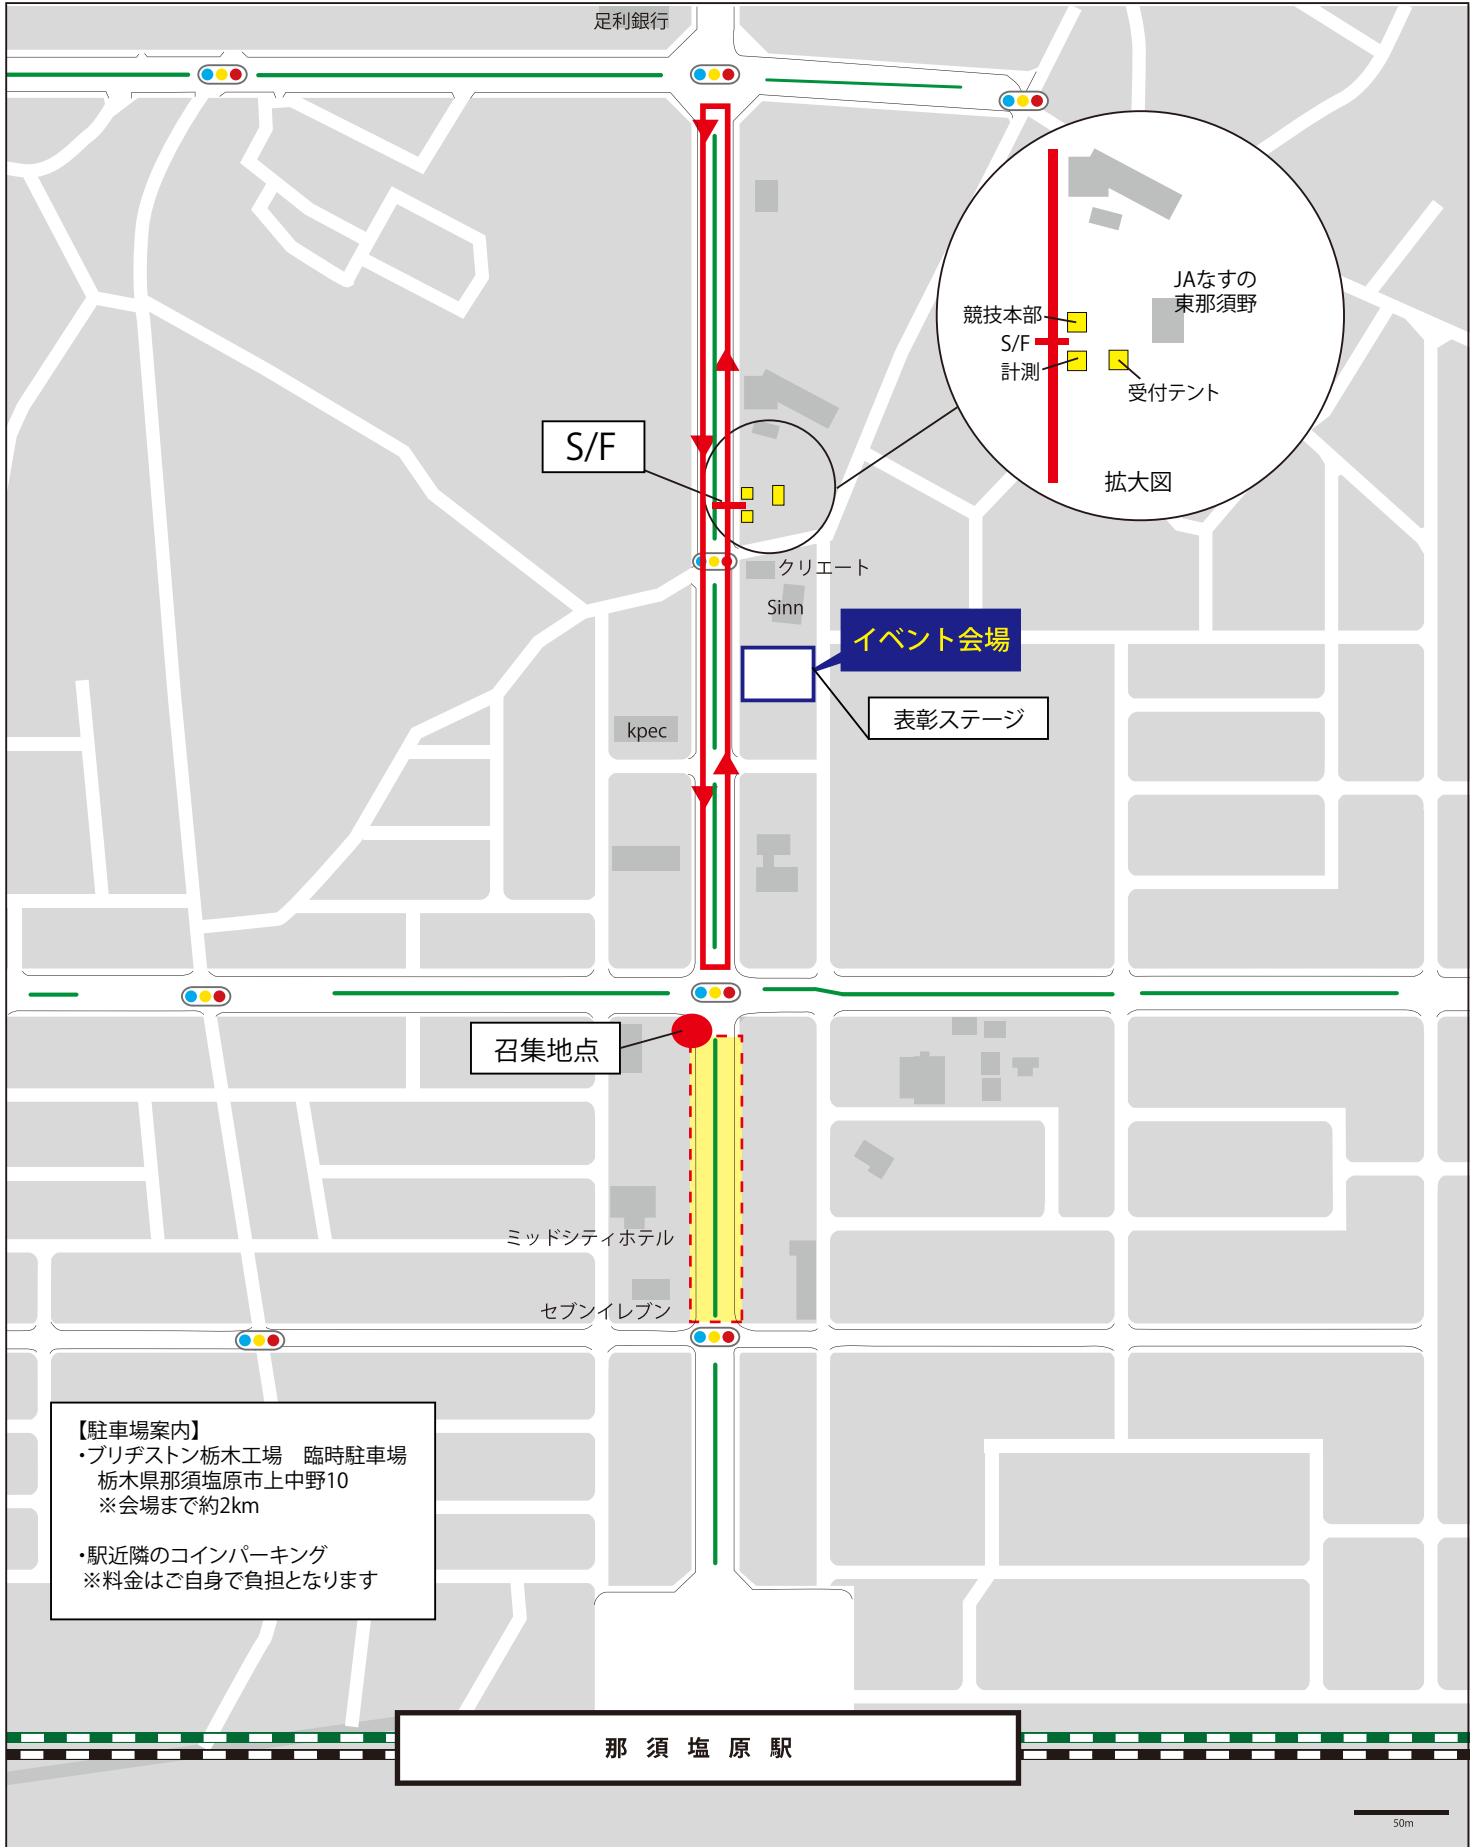 足利銀行
JAなすの
東那須野
競技本部
S/F
計測
受付テント
拡大図
S/F
クリエート
Sinn
イベント会場
表彰ステージ
kpec
召集地点
ミッドシティホテル
セブンイレブン
【駐車場案内】
・ブリヂストン栃木工場　臨時駐車場
栃木県那須塩原市上中野10
※会場まで約2km
・駅近隣のコインパーキング
※料金はご自身で負担となります
那須塩原駅
50m